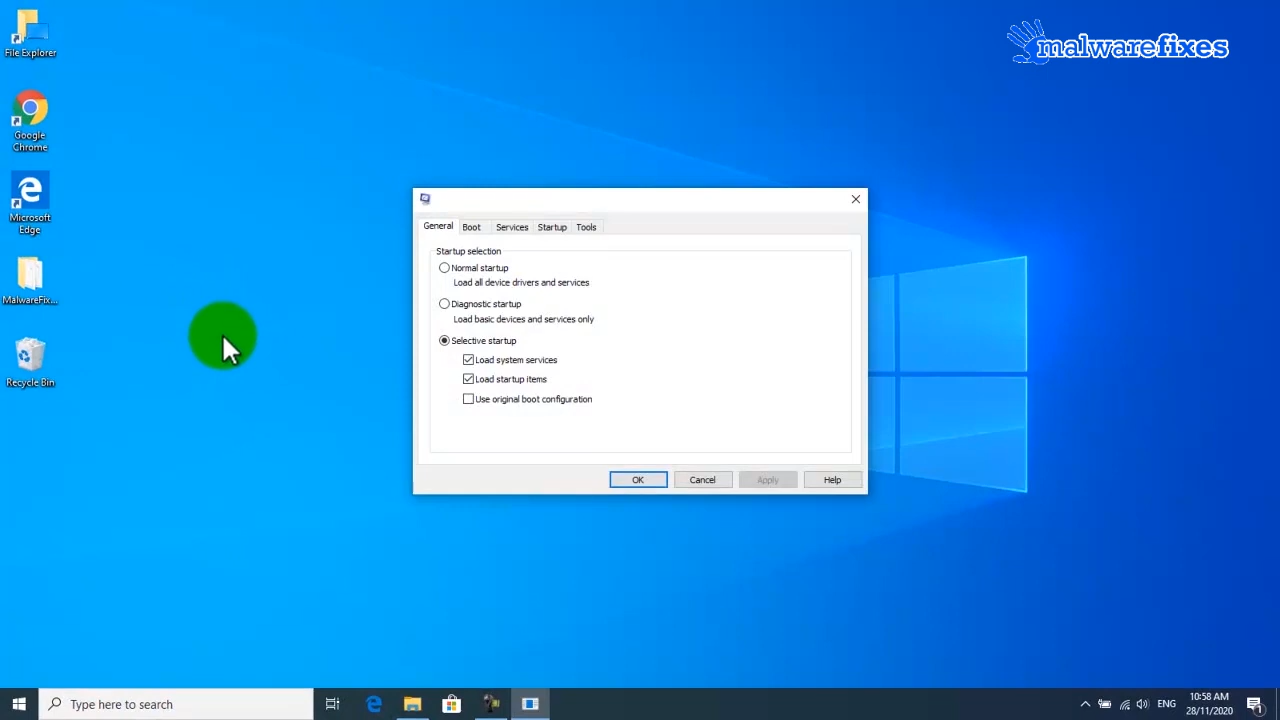 File Explorer
Google
Chrome
Microsoft
Edge
MalwareFix...
Recycle Bin
malwarefixes
General Boot Services Startup Tools
Startup selection
Normal startup
Load all device drivers and services
Diagnostic startup
Load basic devices and services only
Selective startup
Load system services
Load startup items
Use original boot configuration
OK Cancel Apply Help
Type here to search
ENG
10:58 AM
28/11/2020
1